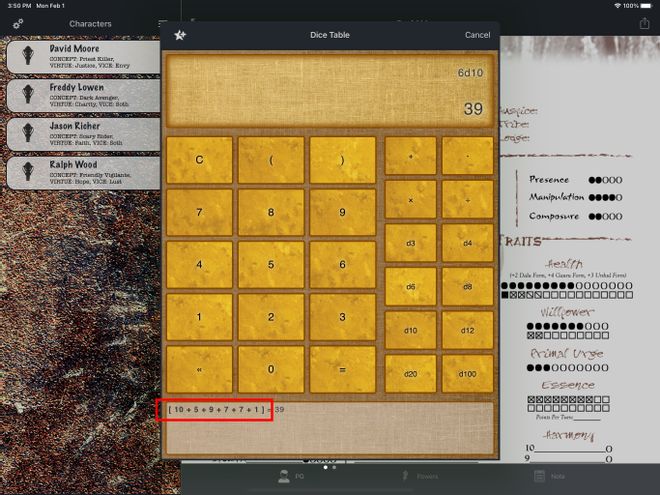 3:50 PM Mon Feb 1
100%
Characters
David Moore
CONCEPT: Priest Killer,
VIRTUE: Justice, VICE: Envy
Freddy Lowen
CONCEPT: Dark Avenger,
VIRTUE: Charity, VICE: Soth
Jason Richer
CONCEPT: Scary Rider,
VIRTUE: Faith, VICE: Soth
Ralph Wood
CONCEPT: Friendly Vigilante,
VIRTUE: Hope, VICE: Lust
Dice Table
Cancel
6d10
39
C ( ) + -
7 8 9 × ÷
d3 d4
4 5 6 d6 d8
1 2 3 d10 d12
« 0 = d20 d100
[ 10 + 5 + 9 + 7 + 7 + 1 ] = 39
Presence
Manipulation
Composure
TRAITS
Health
(+2 Dalu Form, +4 Gauru Form, +3 Urshul Form)
Willpower
Primal Urge
Essence
Points Per Turn
Harmony
10
9
PG
Powers
Nota